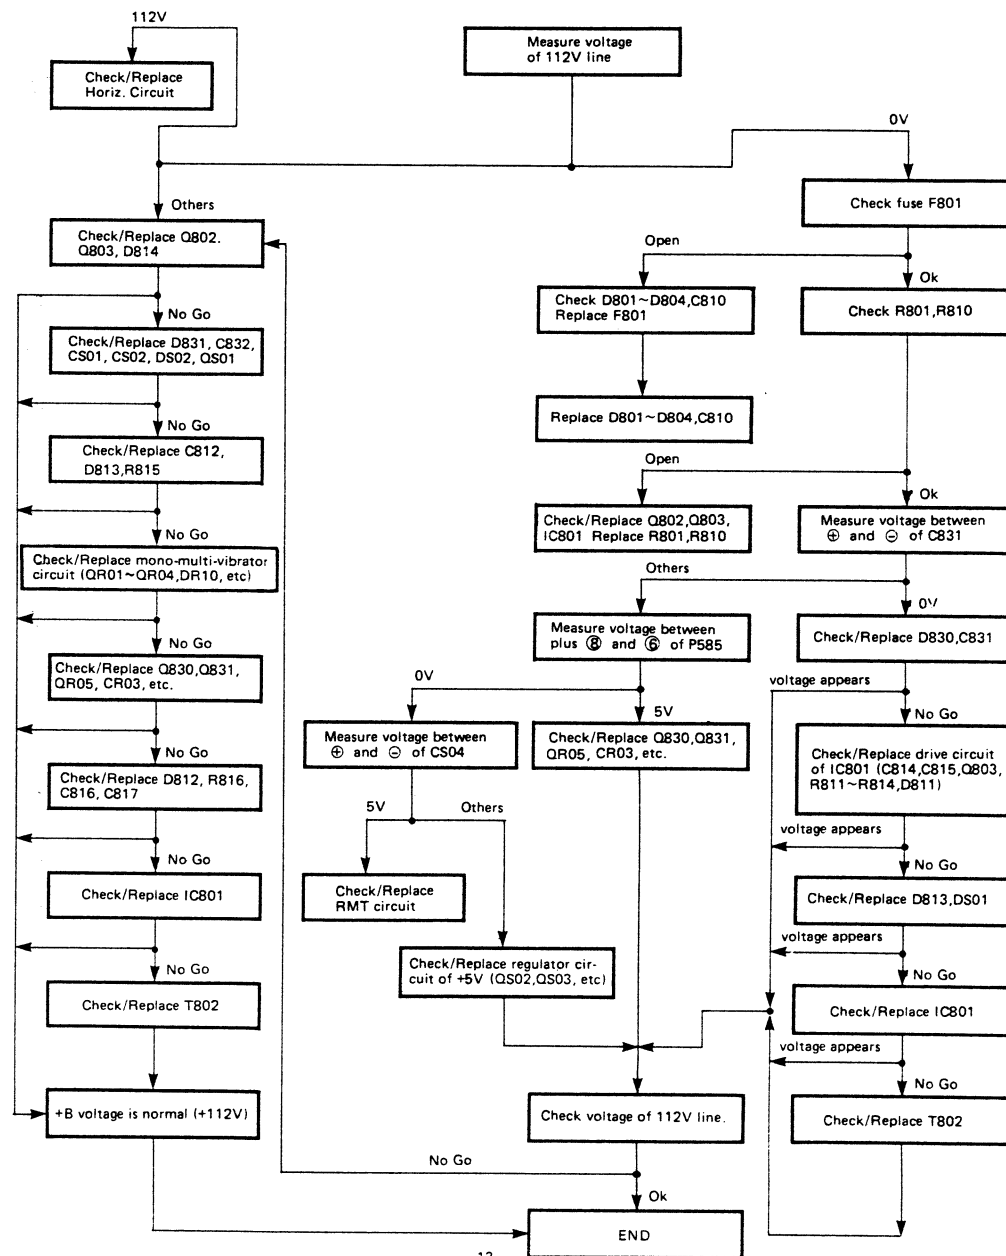 112V
Measure voltage
of 112V line
Check/Replace
Horiz. Circuit
0V
Check fuse F801
Others
Check/Replace Q802.
Q803, D814
Open
Ok
Check D801~D804,C810
Replace F801
Check R801,R810
No Go
Check/Replace D831, C832,
CS01, CS02, DS02, QS01
Replace D801~D804,C810
No Go
Check/Replace C812,
D813,R815
Open
Ok
Check/Replace Q802,Q803,
IC801 Replace R801,R810
Measure voltage between
⊕ and ⊖ of C831
No Go
Check/Replace mono-multi-vibrator
circuit (QR01~QR04,DR10, etc)
Others
0V
Measure voltage between
plus ⑧ and ⑥ of P585
Check/Replace D830,C831
No Go
Check/Replace Q830,Q831,
QR05, CR03, etc.
0V
5V
voltage appears
No Go
Measure voltage between
⊕ and ⊖ of CS04
Check/Replace Q830,Q831,
QR05, CR03, etc.
Check/Replace drive circuit
of IC801 (C814,C815,Q803,
R811~R814,D811)
No Go
Check/Replace D812, R816,
C816, C817
5V
Others
voltage appears
No Go
No Go
Check/Replace IC801
Check/Replace
RMT circuit
Check/Replace D813,DS01
voltage appears
No Go
Check/Replace regulator cir-
cuit of +5V (QS02,QS03, etc)
No Go
Check/Replace T802
Check/Replace IC801
voltage appears
No Go
+B voltage is normal (+112V)
Check voltage of 112V line.
Check/Replace T802
No Go
Ok
END
12